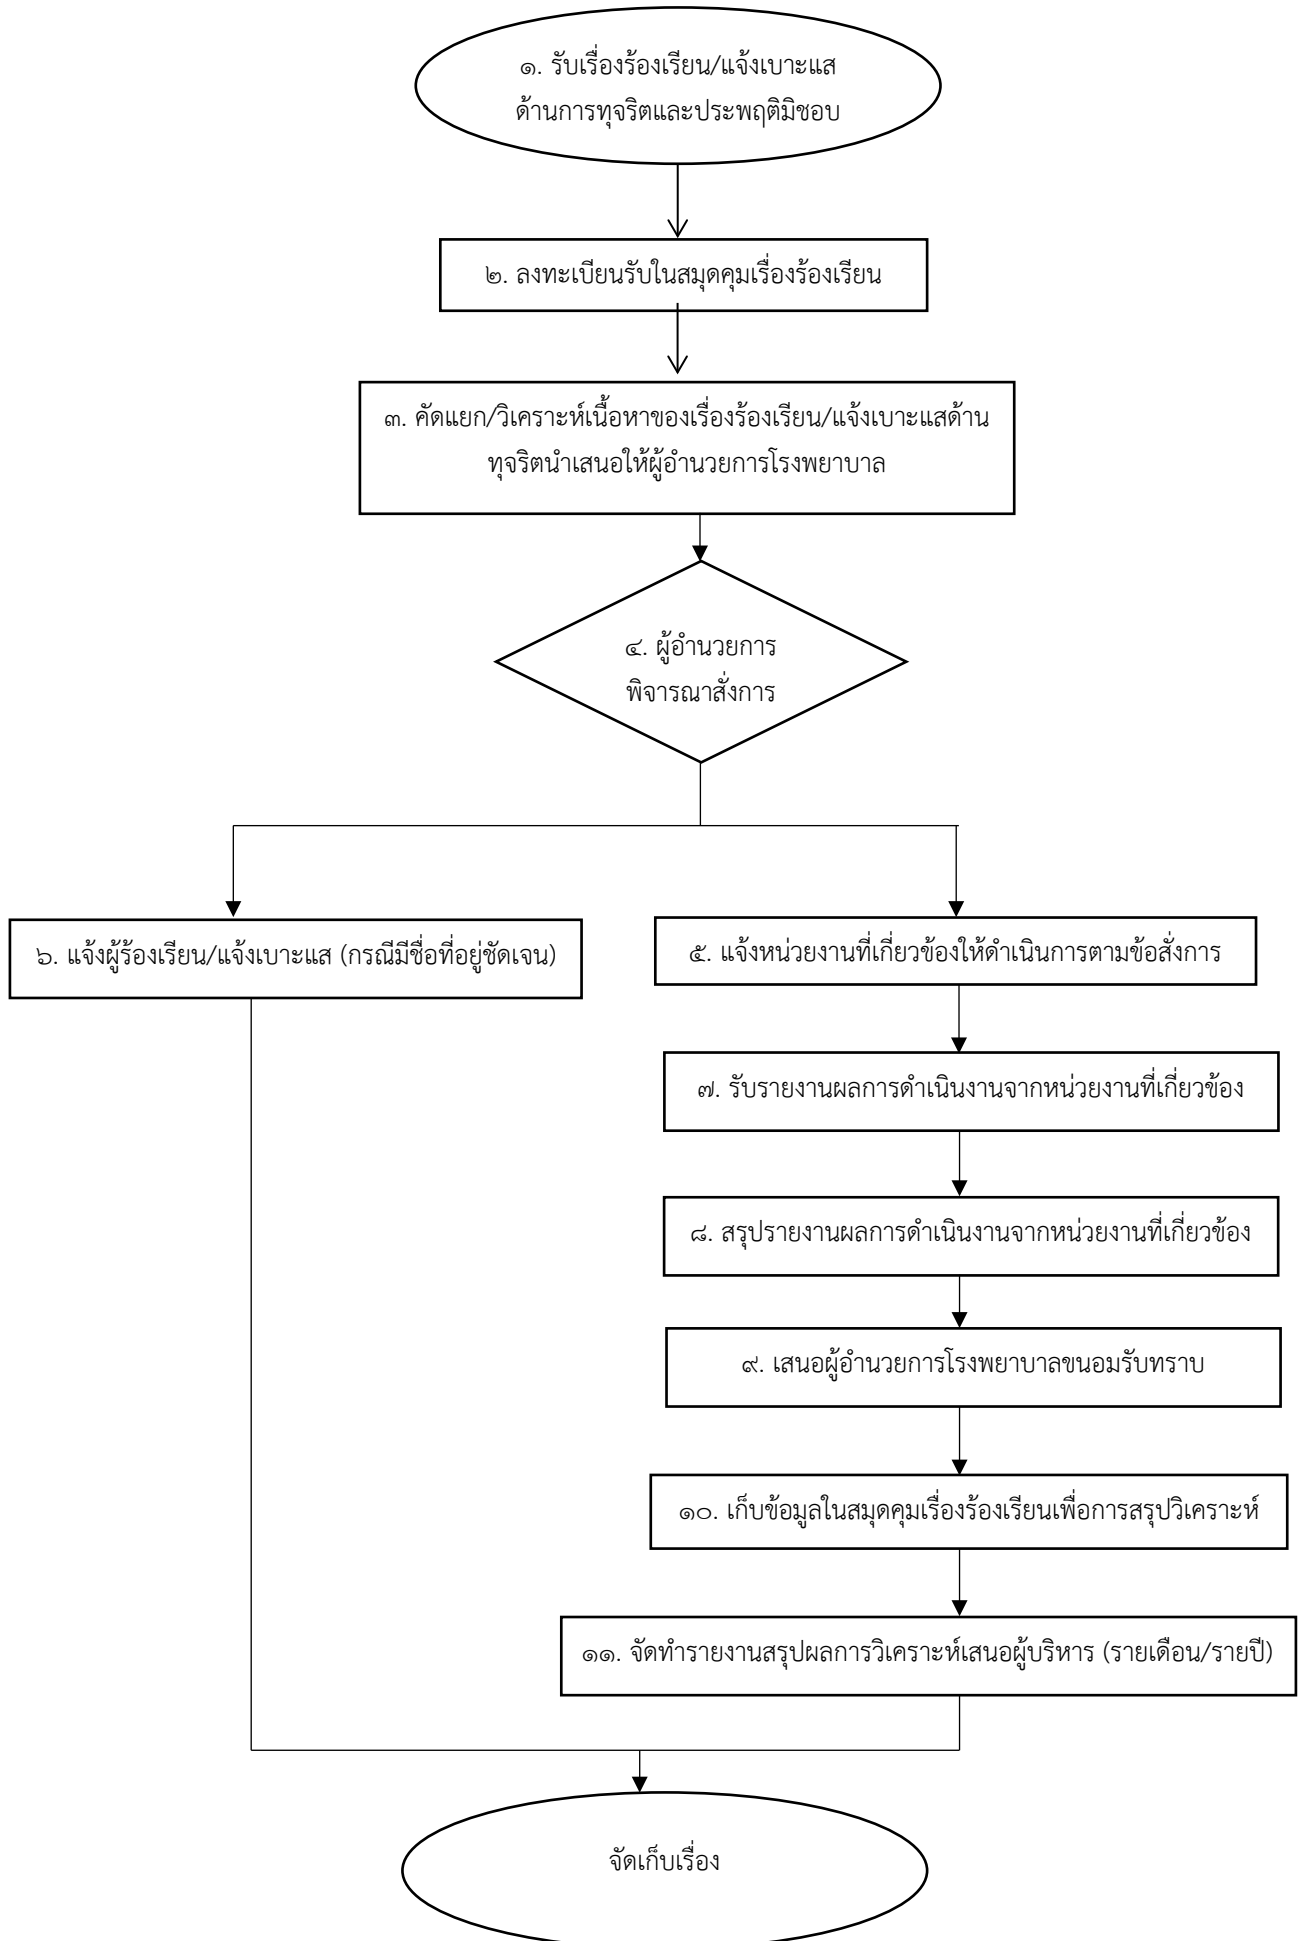 ๑. รับเรื่องร้องเรียน/แจ้งเบาะแส
ด้านการทุจริตและประพฤติมิชอบ
๒. ลงทะเบียนรับในสมุดคุมเรื่องร้องเรียน
๓. คัดแยก/วิเคราะห์เนื้อหาของเรื่องร้องเรียน/แจ้งเบาะแสด้าน
ทุจริตนำเสนอให้ผู้อำนวยการโรงพยาบาล
๔. ผู้อำนวยการ
พิจารณาสั่งการ
๖. แจ้งผู้ร้องเรียน/แจ้งเบาะแส (กรณีมีชื่อที่อยู่ชัดเจน)
๕. แจ้งหน่วยงานที่เกี่ยวข้องให้ดำเนินการตามข้อสั่งการ
๗. รับรายงานผลการดำเนินงานจากหน่วยงานที่เกี่ยวข้อง
๘. สรุปรายงานผลการดำเนินงานจากหน่วยงานที่เกี่ยวข้อง
๙. เสนอผู้อำนวยการโรงพยาบาลขนอมรับทราบ
๑๐. เก็บข้อมูลในสมุดคุมเรื่องร้องเรียนเพื่อการสรุปวิเคราะห์
๑๑. จัดทำรายงานสรุปผลการวิเคราะห์เสนอผู้บริหาร (รายเดือน/รายปี)
จัดเก็บเรื่อง